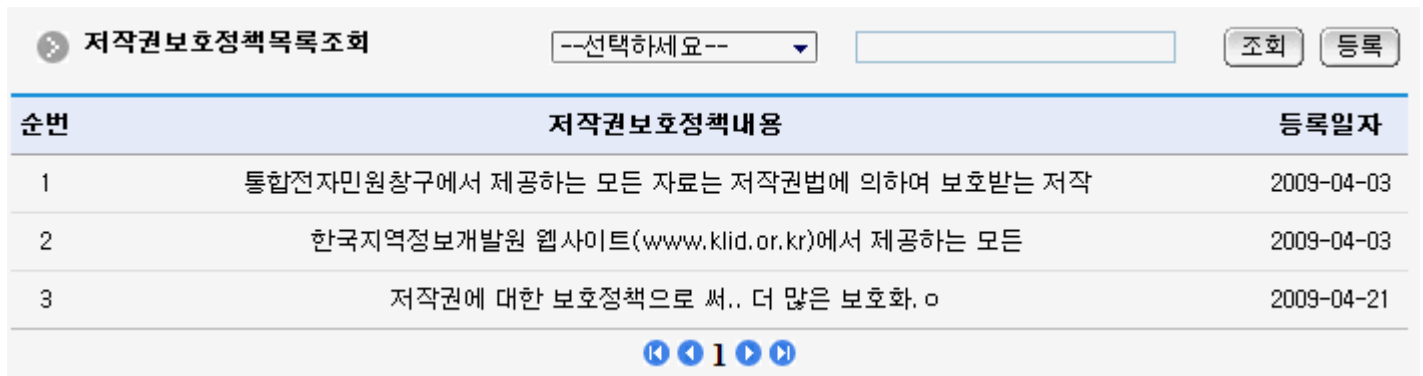 저작권보호정책목록조회 --선택하세요-- 조회 등록
순번 저작권보호정책내용 등록일자
1 통합전자민원창구에서 제공하는 모든 자료는 저작권법에 의하여 보호받는 저작 2009-04-03
2 한국지역정보개발원 웹사이트(www.klid.or.kr)에서 제공하는 모든 2009-04-03
3 저작권에 대한 보호정책으로 써.. 더 많은 보호화. o 2009-04-21
1